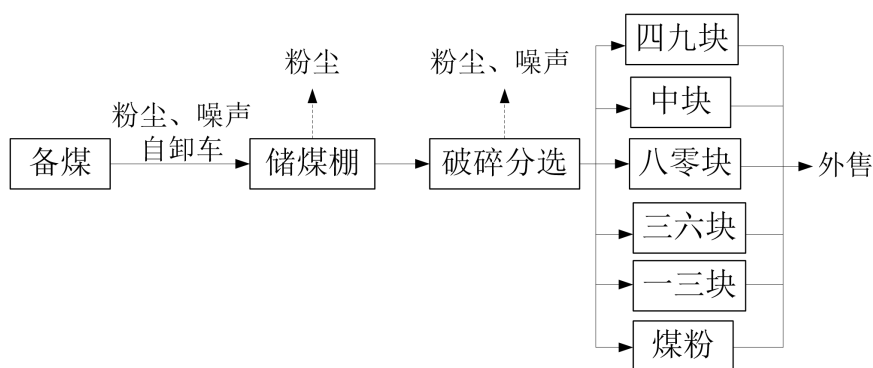 粉尘
粉尘、噪声
粉尘、噪声
自卸车
备煤
储煤棚
破碎分选
四九块
中块
八零块
三六块
一三块
煤粉
外售